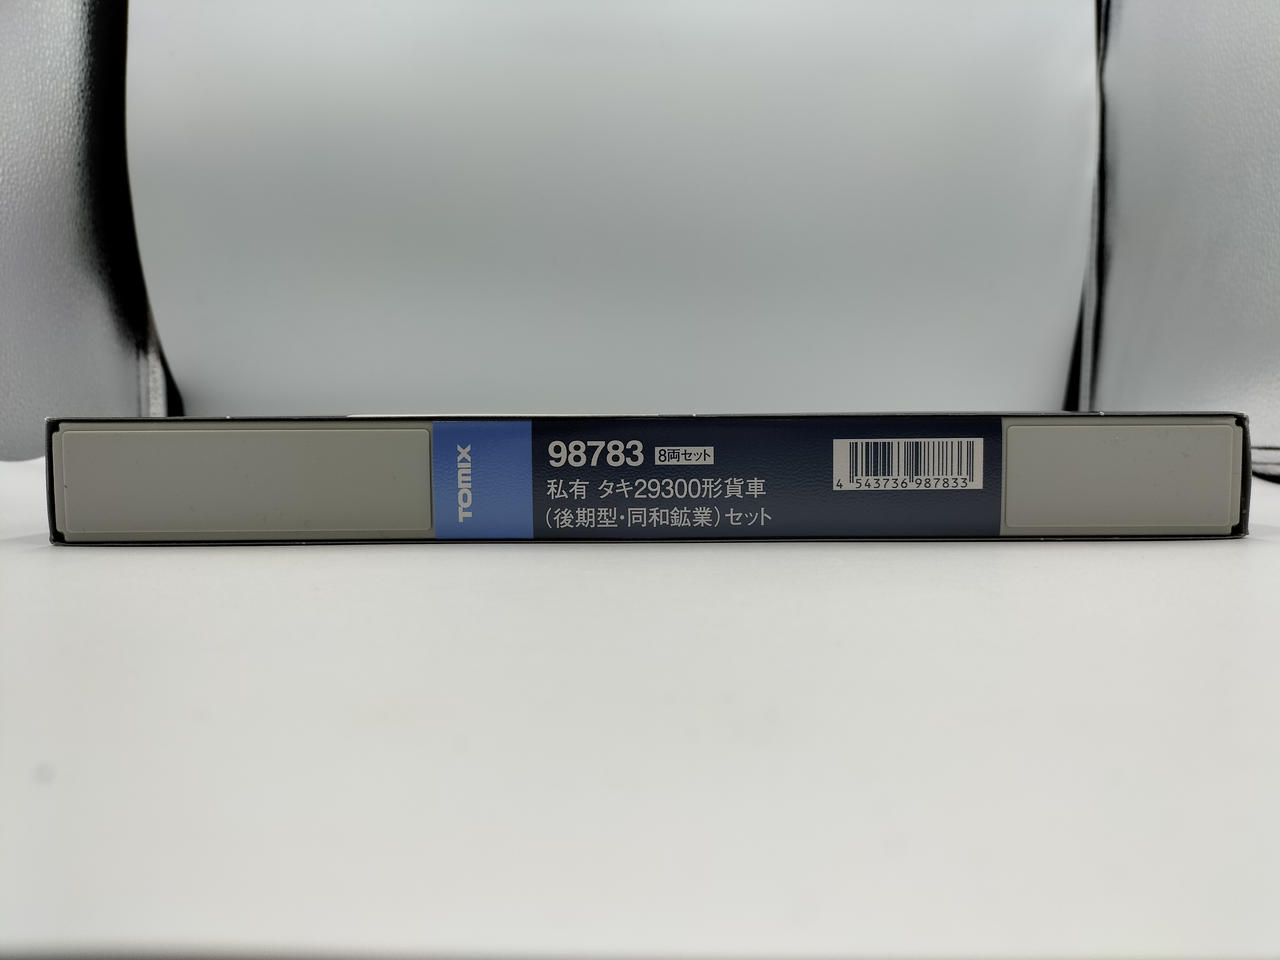 TOMIX
98783 8両セット
私有 タキ29300形貨車
(後期型・同和鉱業)セット
4 543736 987833